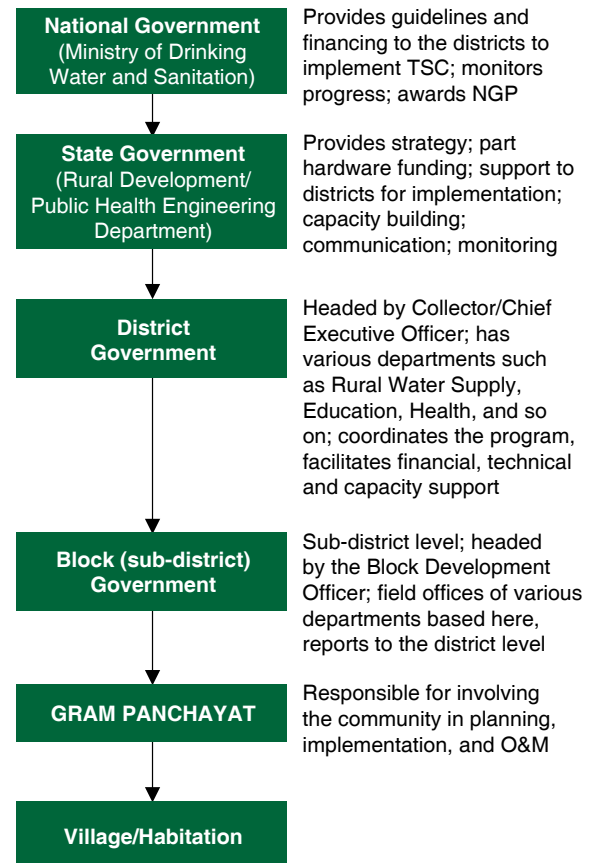 National Government
(Ministry of Drinking
Water and Sanitation)
Provides guidelines and
financing to the districts to
implement TSC; monitors
progress; awards NGP
State Government
(Rural Development/
Public Health Engineering
Department)
Provides strategy; part
hardware funding; support to
districts for implementation;
capacity building;
communication; monitoring
District
Government
Headed by Collector/Chief
Executive Officer; has
various departments such
as Rural Water Supply,
Education, Health, and so
on; coordinates the program,
facilitates financial, technical
and capacity support
Block (sub-district)
Government
Sub-district level; headed
by the Block Development
Officer; field offices of various
departments based here,
reports to the district level
GRAM PANCHAYAT
Responsible for involving
the community in planning,
implementation, and O&M
Village/Habitation